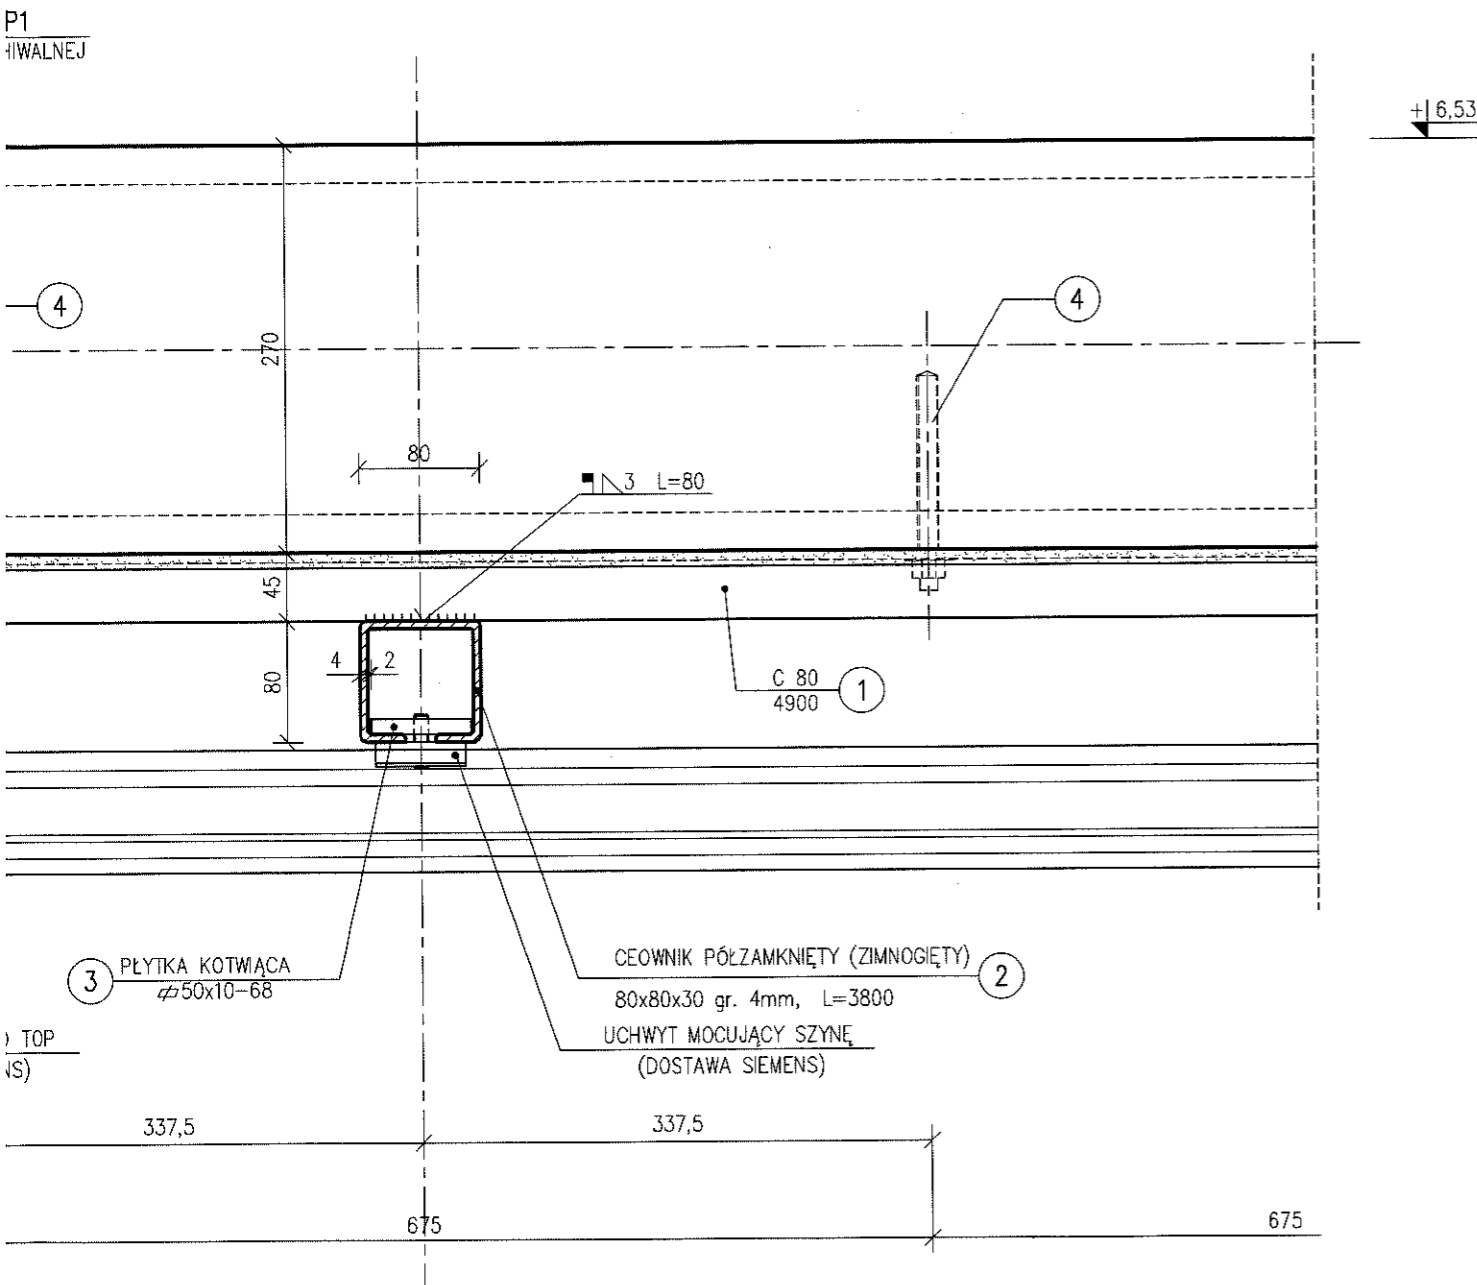 P1
HIWALNEJ
+6,53
4
4
270
80
3 L=80
45
80
4
2
C 80
4900
1
3
PŁYTKA KOTWIĄCA
50x10-68
CEOWNIK PÓŁZAMKNIĘTY (ZIMNOGIĘTY)
80x80x30 gr. 4mm, L=3800
2
UCHWYT MOCUJĄCY SZYNĘ
(DOSTAWA SIEMENS)
TOP
NS)
337,5
337,5
675
675